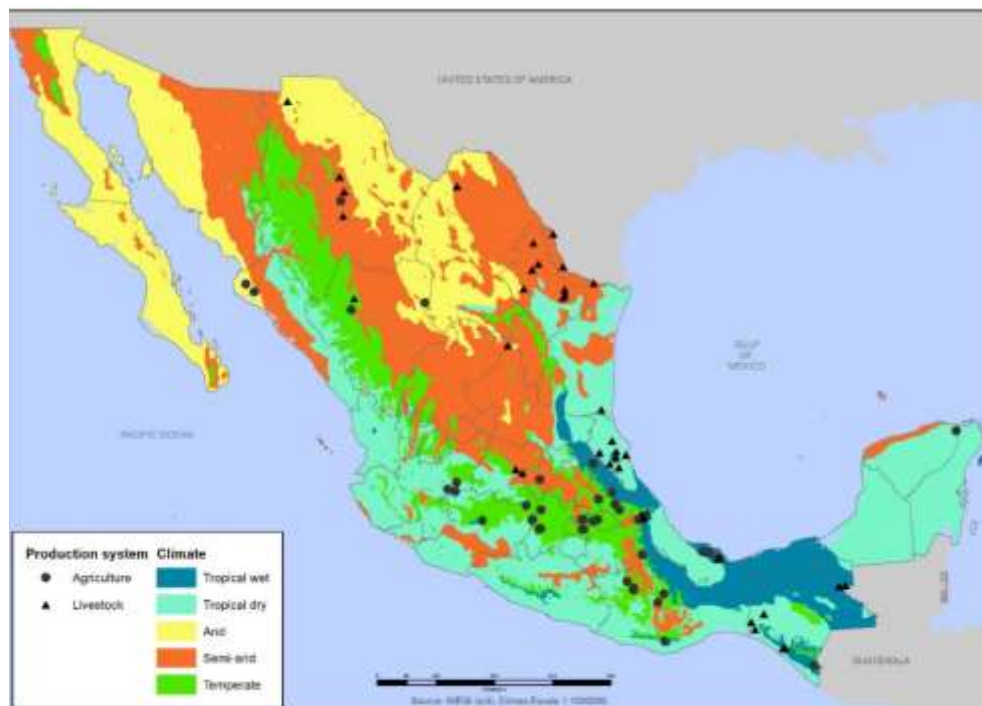 UNITED STATES OF AMERICA
GULF
OF
MEXICO
PACIFIC OCEAN
BELIZE
GUATEMALA
Production system Climate
Agriculture Tropical wet
Livestock Tropical dry
Arid
Semi-arid
Temperate